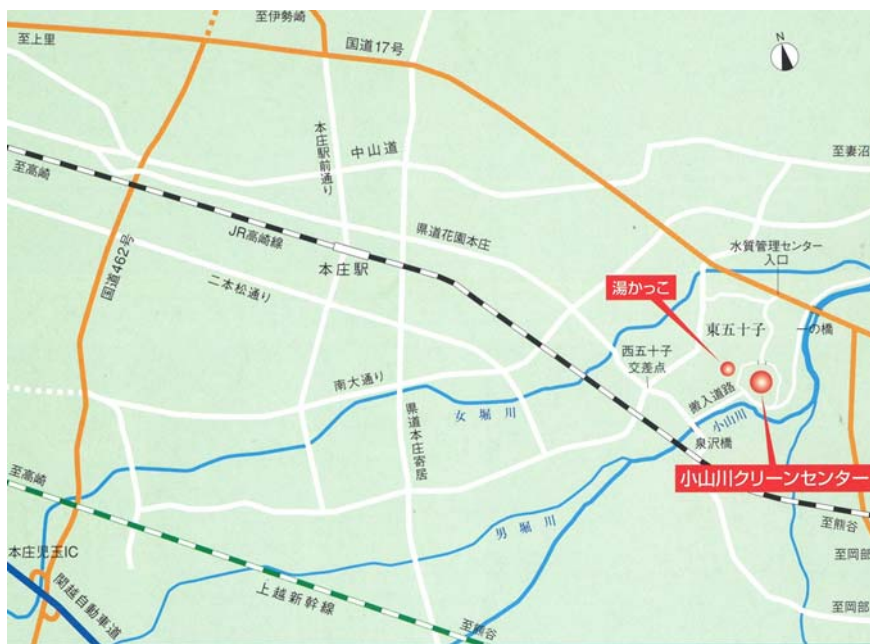 至伊勢崎
至上里
国道17号
N
本庄駅前通り
中山道
至妻沼
至高崎
JR高崎線
県道花園本庄
水質管理センター
入口
本庄駅
国道462号
二本松通り
湯かっこ
東五十子
一の橋
西五十子
交差点
南大通り
搬入道路
女堀川
県道本庄寄居
小山川
泉沢橋
小山川クリーンセンター
至高崎
男堀川
至熊谷
本庄児玉IC
至岡部
関越自動車道
上越新幹線
至熊谷
至岡部